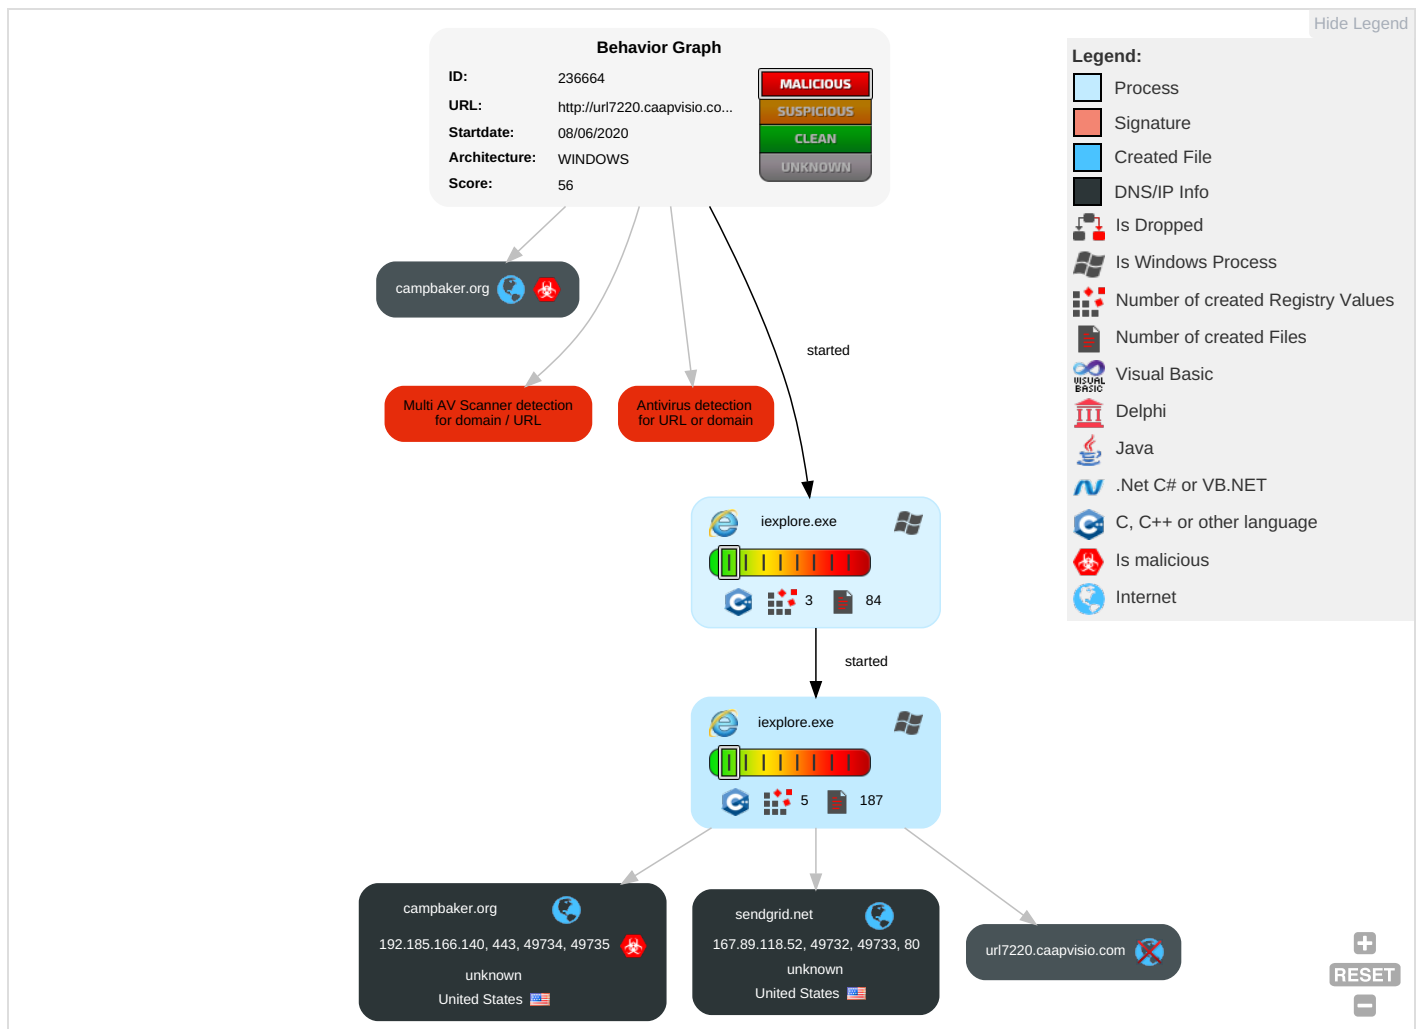 Hide Legend
Behavior Graph
ID: 236664
URL: http://url7220.caapvisio.co...
Startdate: 08/06/2020
Architecture: WINDOWS
Score: 56
MALICIOUS
SUSPICIOUS
CLEAN
UNKNOWN
Legend:
Process
Signature
Created File
DNS/IP Info
Is Dropped
Is Windows Process
Number of created Registry Values
Number of created Files
VISUAL BASIC
Visual Basic
Delphi
Java
.Net C# or VB.NET
C, C++ or other language
Is malicious
Internet
campbaker.org
started
Multi AV Scanner detection
for domain / URL
Antivirus detection
for URL or domain
iexplore.exe
3 84
started
iexplore.exe
5 187
campbaker.org
192.185.166.140, 443, 49734, 49735
unknown
United States
sendgrid.net
167.89.118.52, 49732, 49733, 80
unknown
United States
url7220.caapvisio.com
RESET